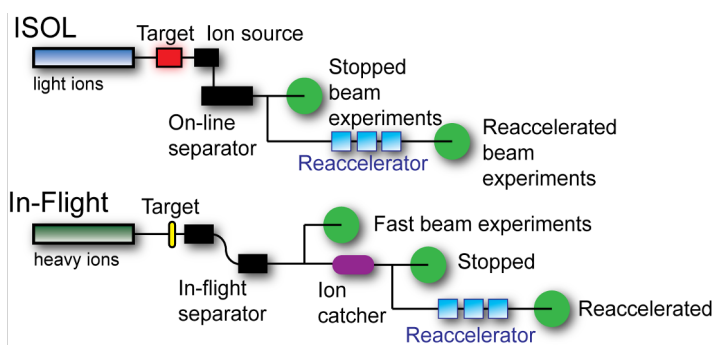 ISOL
Target
Ion source
light ions
Stopped
beam
experiments
On-line
separator
Reaccelerator
Reaccelerated
beam
experiments
In-Flight
Target
heavy ions
In-flight
separator
Fast beam experiments
Ion
catcher
Stopped
Reaccelerator
Reaccelerated